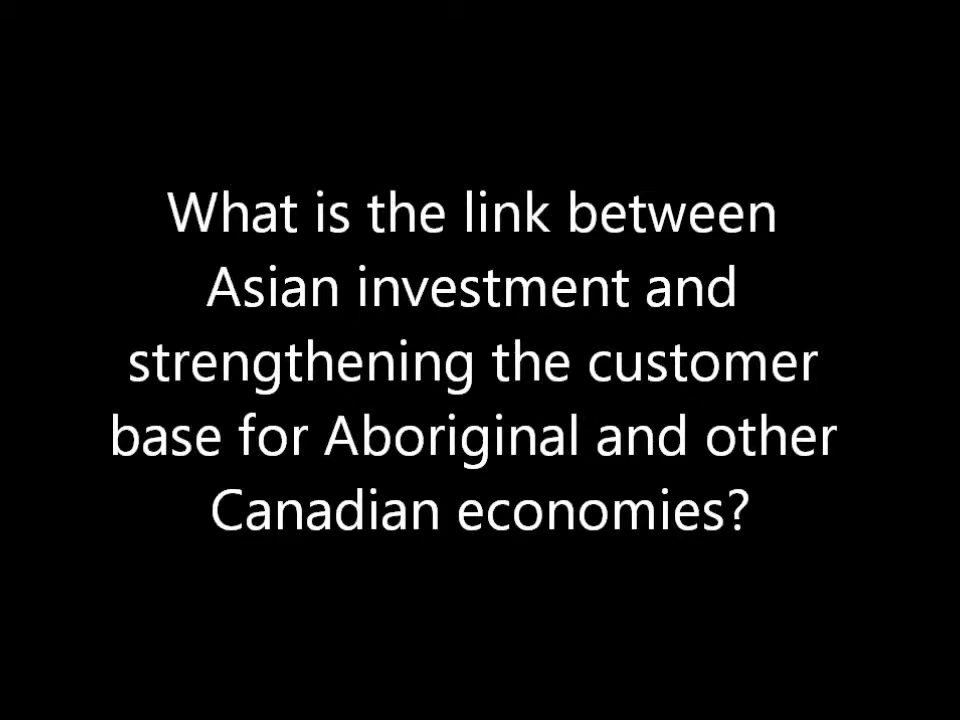 What is the link between
Asian investment and
strengthening the customer
base for Aboriginal and other
Canadian economies?